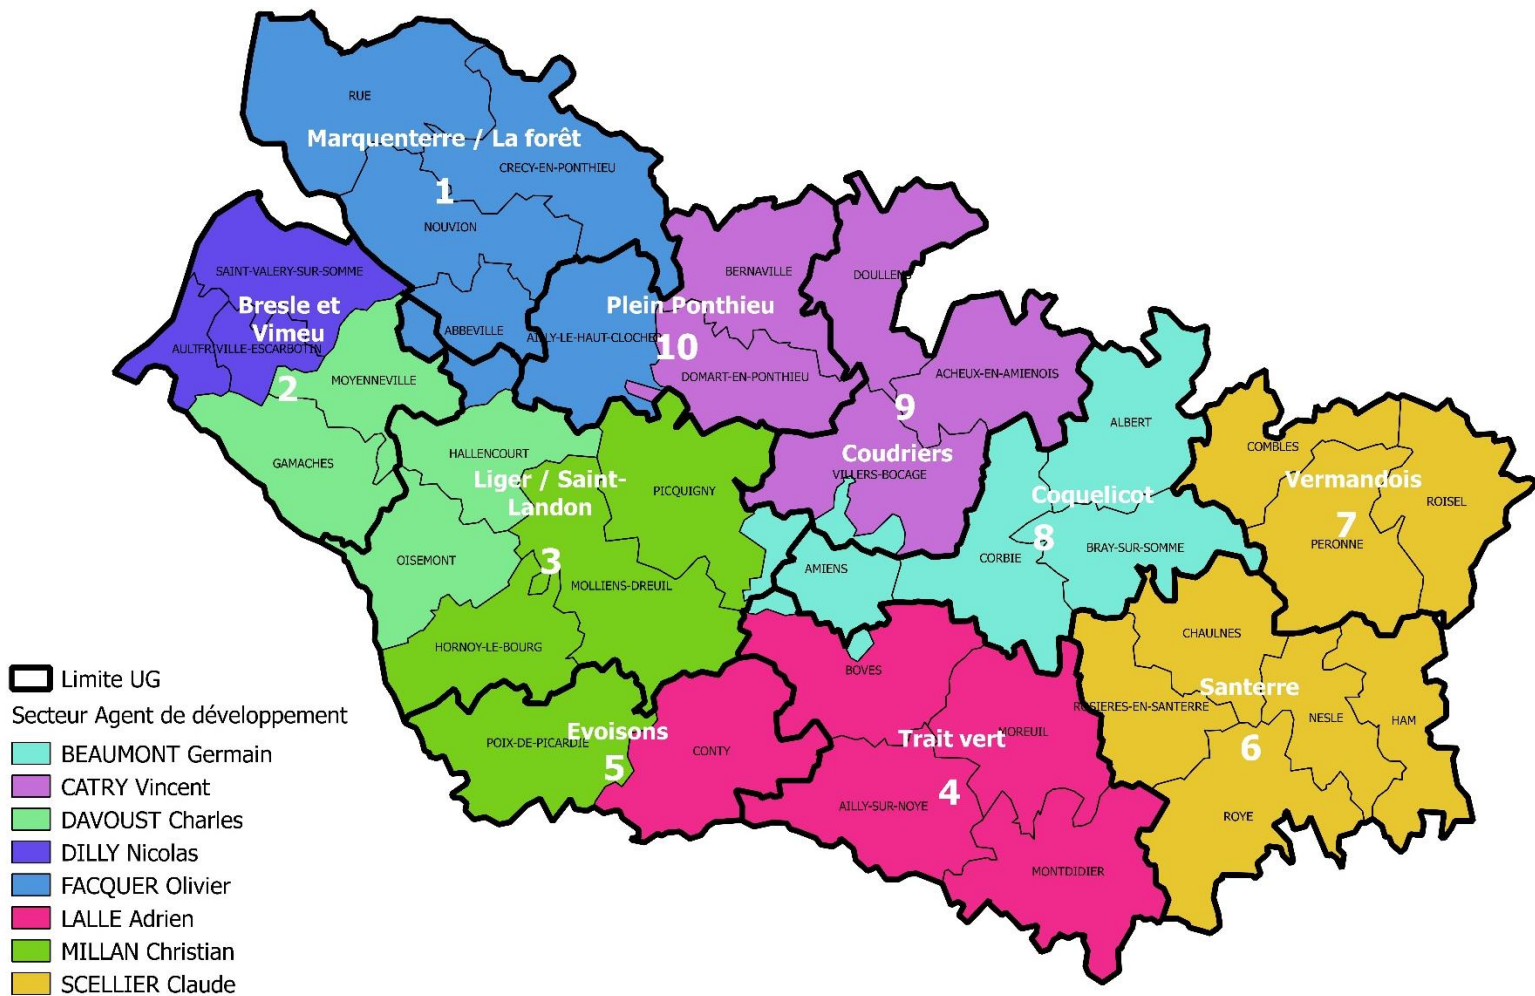 RUE
Marquenterre / La forêt
CRECY-EN-PONTHIEU
1
NOUVION
SAINT-VALERY-SUR-SOMME
Bresle et
Vimeu
AULT
FRIVILLE-ESCARBOTIN
2
MOYENNEVILLE
GAMACHES
ABBEVILLE
AILLY-LE-HAUT-CLOCHER
BERNAVILLE
Plein Ponthieu
10
DOMART-EN-PONTHIEU
DOULLENS
ACHEUX-EN-AMIENOIS
9
Coudriers
VILLERS-BOCAGE
ALBERT
Coquelicot
8
CORBIE
BRAY-SUR-SOMME
AMIENS
COMBLES
Vermandois
7
PERONNE
ROISEL
HALLENCOURT
Liger / Saint-
Landon
PICQUIGNY
3
OISEMONT
MOLLIENS-DREUIL
HORNOY-LE-BOURG
POIX-DE-PICARDIE
Evoisons
5
CONTY
BOVES
Trait vert
MOREUIL
4
AILLY-SUR-NOYE
MONTDIDIER
CHAULNES
Santerre
ROSIERES-EN-SANTERRE
NESLE
HAM
6
ROYE
Limite UG
Secteur Agent de développement
BEAUMONT Germain
CATRY Vincent
DAVOUST Charles
DILLY Nicolas
FACQUER Olivier
LALLE Adrien
MILLAN Christian
SCELLIER Claude